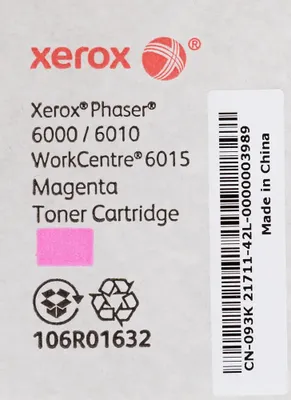 xerox ®
Xerox® Phaser®
6000 / 6010
WorkCentre® 6015
Magenta
Toner Cartridge
106R01632
CN-093K 21711-42L-0000003989
Made in China